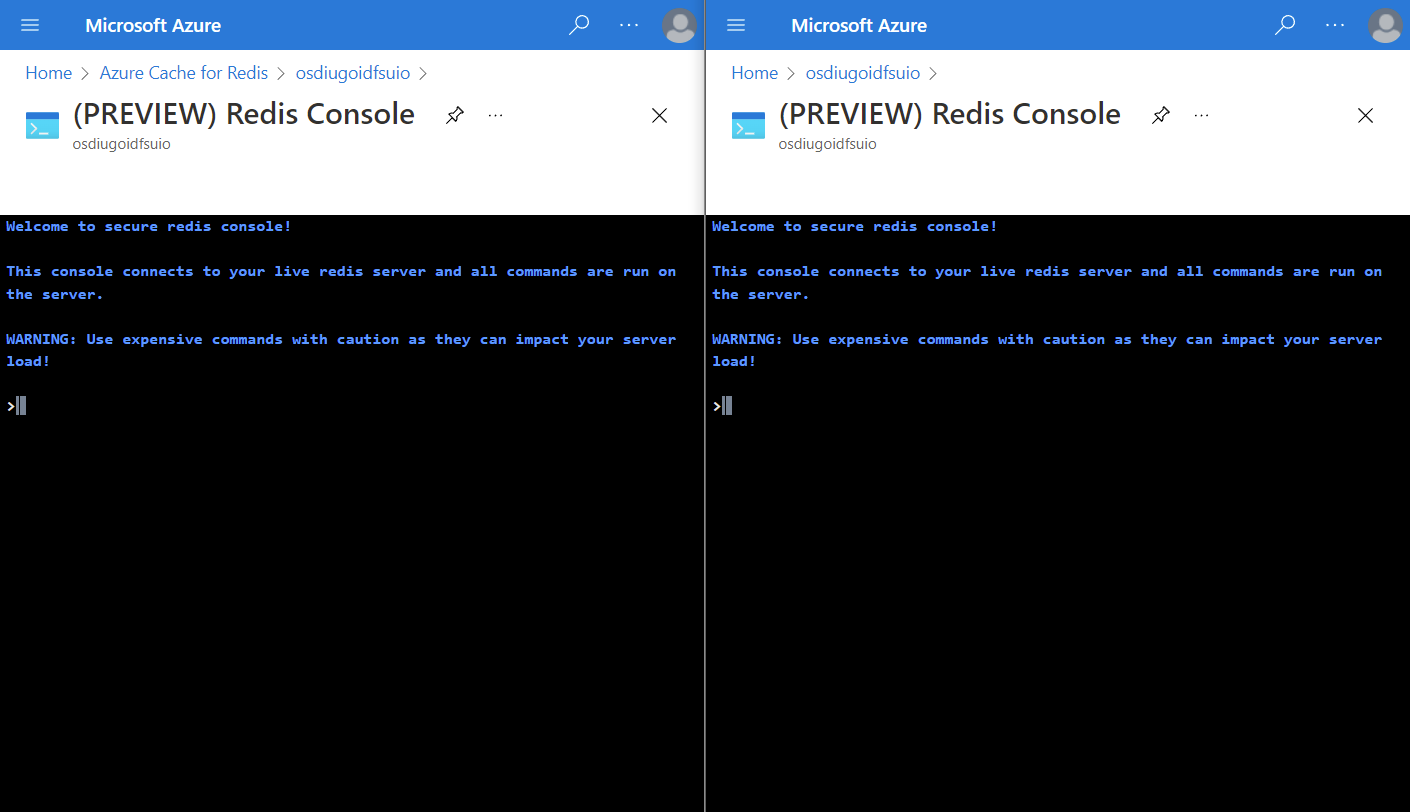 Microsoft Azure
Home > Azure Cache for Redis > osdiugoidfsuio >
(PREVIEW) Redis Console
osdiugoidfsuio
Welcome to secure redis console!
This console connects to your live redis server and all commands are run on
the server.
WARNING: Use expensive commands with caution as they can impact your server
load!
>
Microsoft Azure
Home > osdiugoidfsuio >
(PREVIEW) Redis Console
osdiugoidfsuio
Welcome to secure redis console!
This console connects to your live redis server and all commands are run on
the server.
WARNING: Use expensive commands with caution as they can impact your server
load!
>